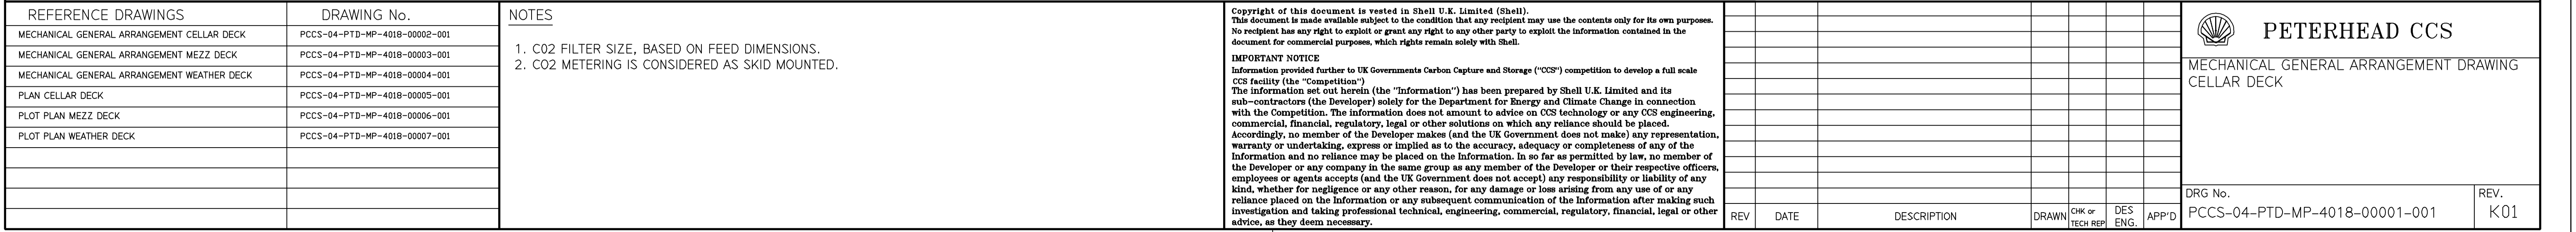 REFERENCE DRAWINGS DRAWING No.
MECHANICAL GENERAL ARRANGEMENT CELLAR DECK PCCS-04-PTD-MP-4018-00002-001
MECHANICAL GENERAL ARRANGEMENT MEZZ DECK PCCS-04-PTD-MP-4018-00003-001
MECHANICAL GENERAL ARRANGEMENT WEATHER DECK PCCS-04-PTD-MP-4018-00004-001
PLAN CELLAR DECK PCCS-04-PTD-MP-4018-00005-001
PLOT PLAN MEZZ DECK PCCS-04-PTD-MP-4018-00006-001
PLOT PLAN WEATHER DECK PCCS-04-PTD-MP-4018-00007-001
NOTES
1. C02 FILTER SIZE, BASED ON FEED DIMENSIONS.
2. CO2 METERING IS CONSIDERED AS SKID MOUNTED.
Copyright of this document is vested in Shell U.K. Limited (Shell).
This document is made available subject to the condition that any recipient may use the contents only for its own purposes.
No recipient has any right to exploit or grant any right to any other party to exploit the information contained in the
document for commercial purposes, which rights remain solely with Shell.
IMPORTANT NOTICE
Information provided further to UK Governments Carbon Capture and Storage ("CCS") competition to develop a full scale
CCS facility (the "Competition")
The information set out herein (the "Information") has been prepared by Shell U.K. Limited and its
sub-contractors (the Developer) solely for the Department for Energy and Climate Change in connection
with the Competition. The information does not amount to advice on CCS technology or any CCS engineering,
commercial, financial, regulatory, legal or other solutions on which any reliance should be placed.
Accordingly, no member of the Developer makes (and the UK Government does not make) any representation,
warranty or undertaking, express or implied as to the accuracy, adequacy or completeness of any of the
Information and no reliance may be placed on the Information. In so far as permitted by law, no member of
the Developer or any company in the same group as any member of the Developer or their respective officers,
employees or agents accepts (and the UK Government does not accept) any responsibility or liability of any
kind, whether for negligence or any other reason, for any damage or loss arising from any use of or any
reliance placed on the Information or any subsequent communication of the Information after making such
investigation and taking professional technical, engineering, commercial, regulatory, financial, legal or other
advice, as they deem necessary.
REV DATE DESCRIPTION DRAWN CHK or TECH REP DES ENG. APP'D
PETERHEAD CCS
MECHANICAL GENERAL ARRANGEMENT DRAWING
CELLAR DECK
DRG No. REV.
PCCS-04-PTD-MP-4018-00001-001 K01